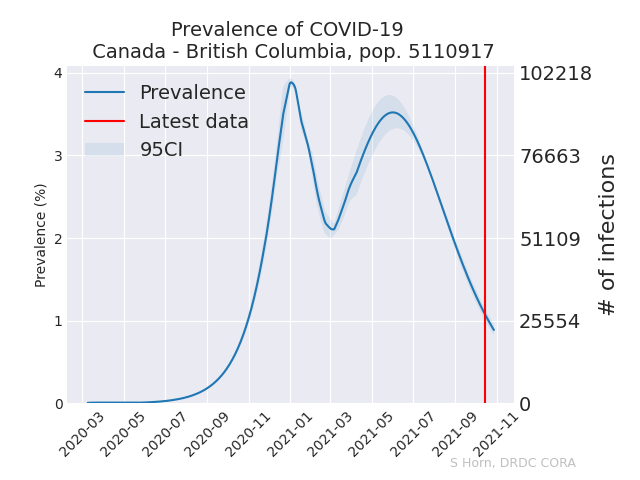 Prevalence of COVID-19
Canada - British Columbia, pop. 5110917
Prevalence
Latest data
95CI
Prevalence (%)
4
3
2
1
0
102218
76663
51109
25554
0
# of infections
2020-03
2020-05
2020-07
2020-09
2020-11
2021-01
2021-03
2021-05
2021-07
2021-09
2021-11
S Horn, DRDC CORA